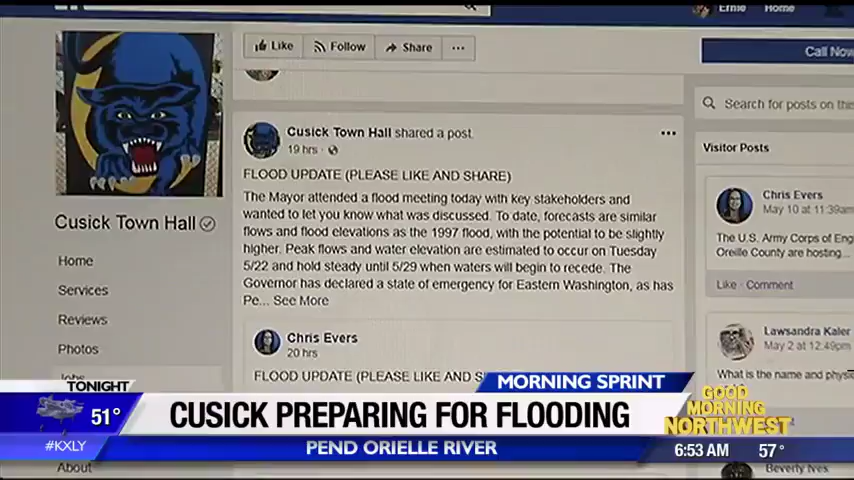 Ernie Home
Like Follow Share ...
Call Now
Search for posts on this
Cusick Town Hall shared a post.
19 hrs ·
FLOOD UPDATE (PLEASE LIKE AND SHARE)
The Mayor attended a flood meeting today with key stakeholders and
wanted to let you know what was discussed. To date, forecasts are similar
flows and flood elevations as the 1997 flood, with the potential to be slightly
higher. Peak flows and water elevation are estimated to occur on Tuesday
5/22 and hold steady until 5/29 when waters will begin to recede. The
Governor has declared a state of emergency for Eastern Washington, as has
Pe... See More
Chris Evers
20 hrs
FLOOD UPDATE (PLEASE LIKE AND S
Cusick Town Hall
Home
Services
Reviews
Photos
Jobs
About
Visitor Posts
Chris Evers
May 10 at 11:39am
The U.S. Army Corps of Eng
Oreille County are hosting...
Like · Comment
Lawsandra Kaler
May 2 at 12:49pm
What is the name and physic
Beverly Ives
MORNING SPRINT
TONIGHT
51°
#KXLY
CUSICK PREPARING FOR FLOODING
PEND ORIELLE RIVER
GOOD
MORNING
NORTHWEST
6:53 AM 57°